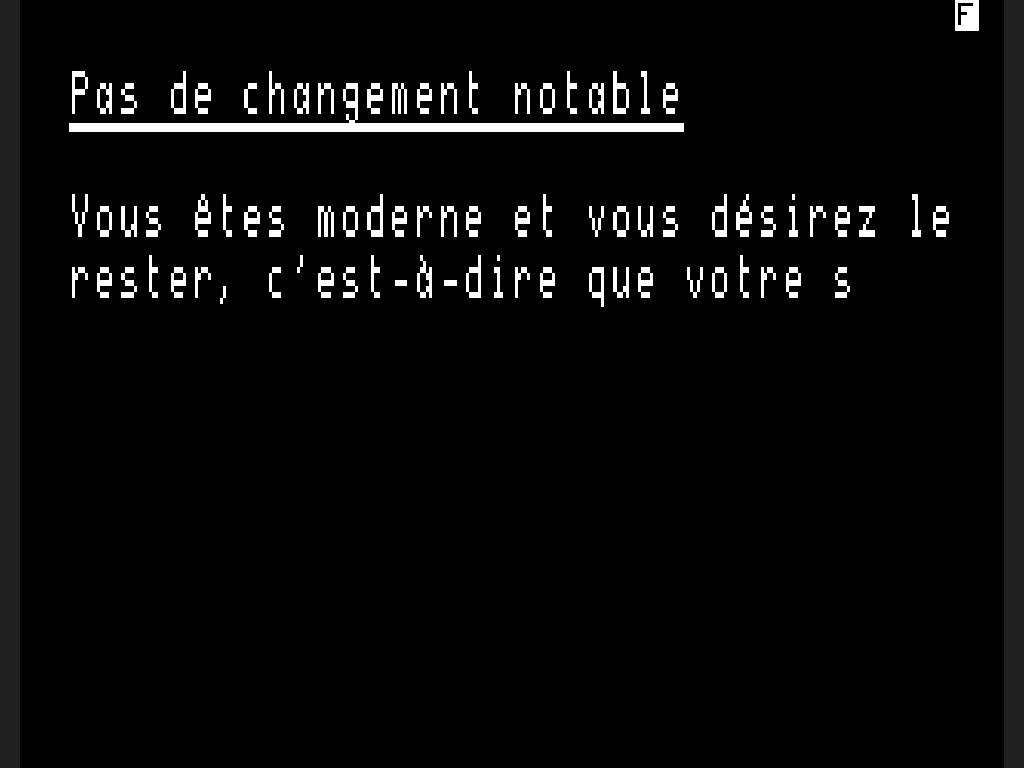 F
Pas de changement notable
Vous êtes moderne et vous désirez le
rester, c'est-à-dire que votre s